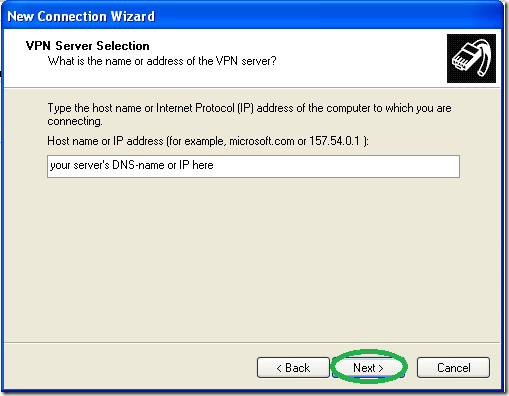 New Connection Wizard
VPN Server Selection
What is the name or address of the VPN server?
Type the host name or Internet Protocol (IP) address of the computer to which you are
connecting.
Host name or IP address (for example, microsoft.com or 157.54.0.1 ):
your server's DNS-name or IP here
< Back
Next >
Cancel